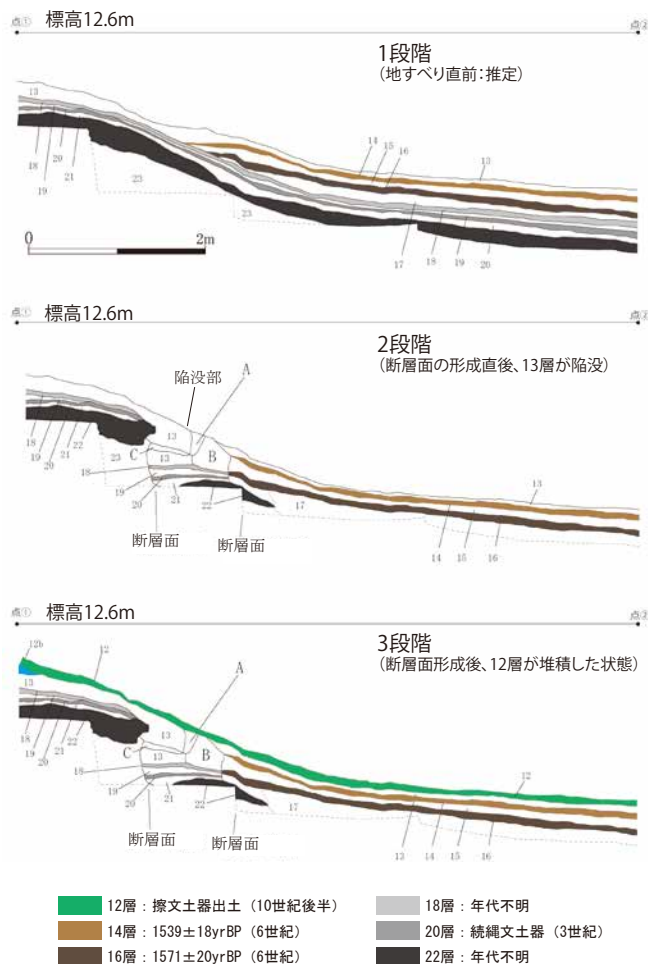 点① 標高12.6m 点②
1段階
(地すべり直前：推定)
13
14 15 16 13
18 20 21
19
23
23
17 18 19 20
0 2m
点① 標高12.6m 点②
2段階
(断層面の形成直後、13層が陥没)
陥没部 A
13
C 13 B
18 20 22
19 21
23
18
19
20 21 22 17
13
14 15 16
断層面
断層面
点① 標高12.6m 点②
3段階
(断層面形成後、12層が堆積した状態)
12b 12
A
13
13
C 13 B
18 20 22
19 21
23
18
19
20 21 22 17
12
13 14 15 16
断層面
断層面
12層：擦文土器出土（10世紀後半）
14層：1539±18yrBP（6世紀）
16層：1571±20yrBP（6世紀）
18層：年代不明
20層：続縄文土器（3世紀）
22層：年代不明